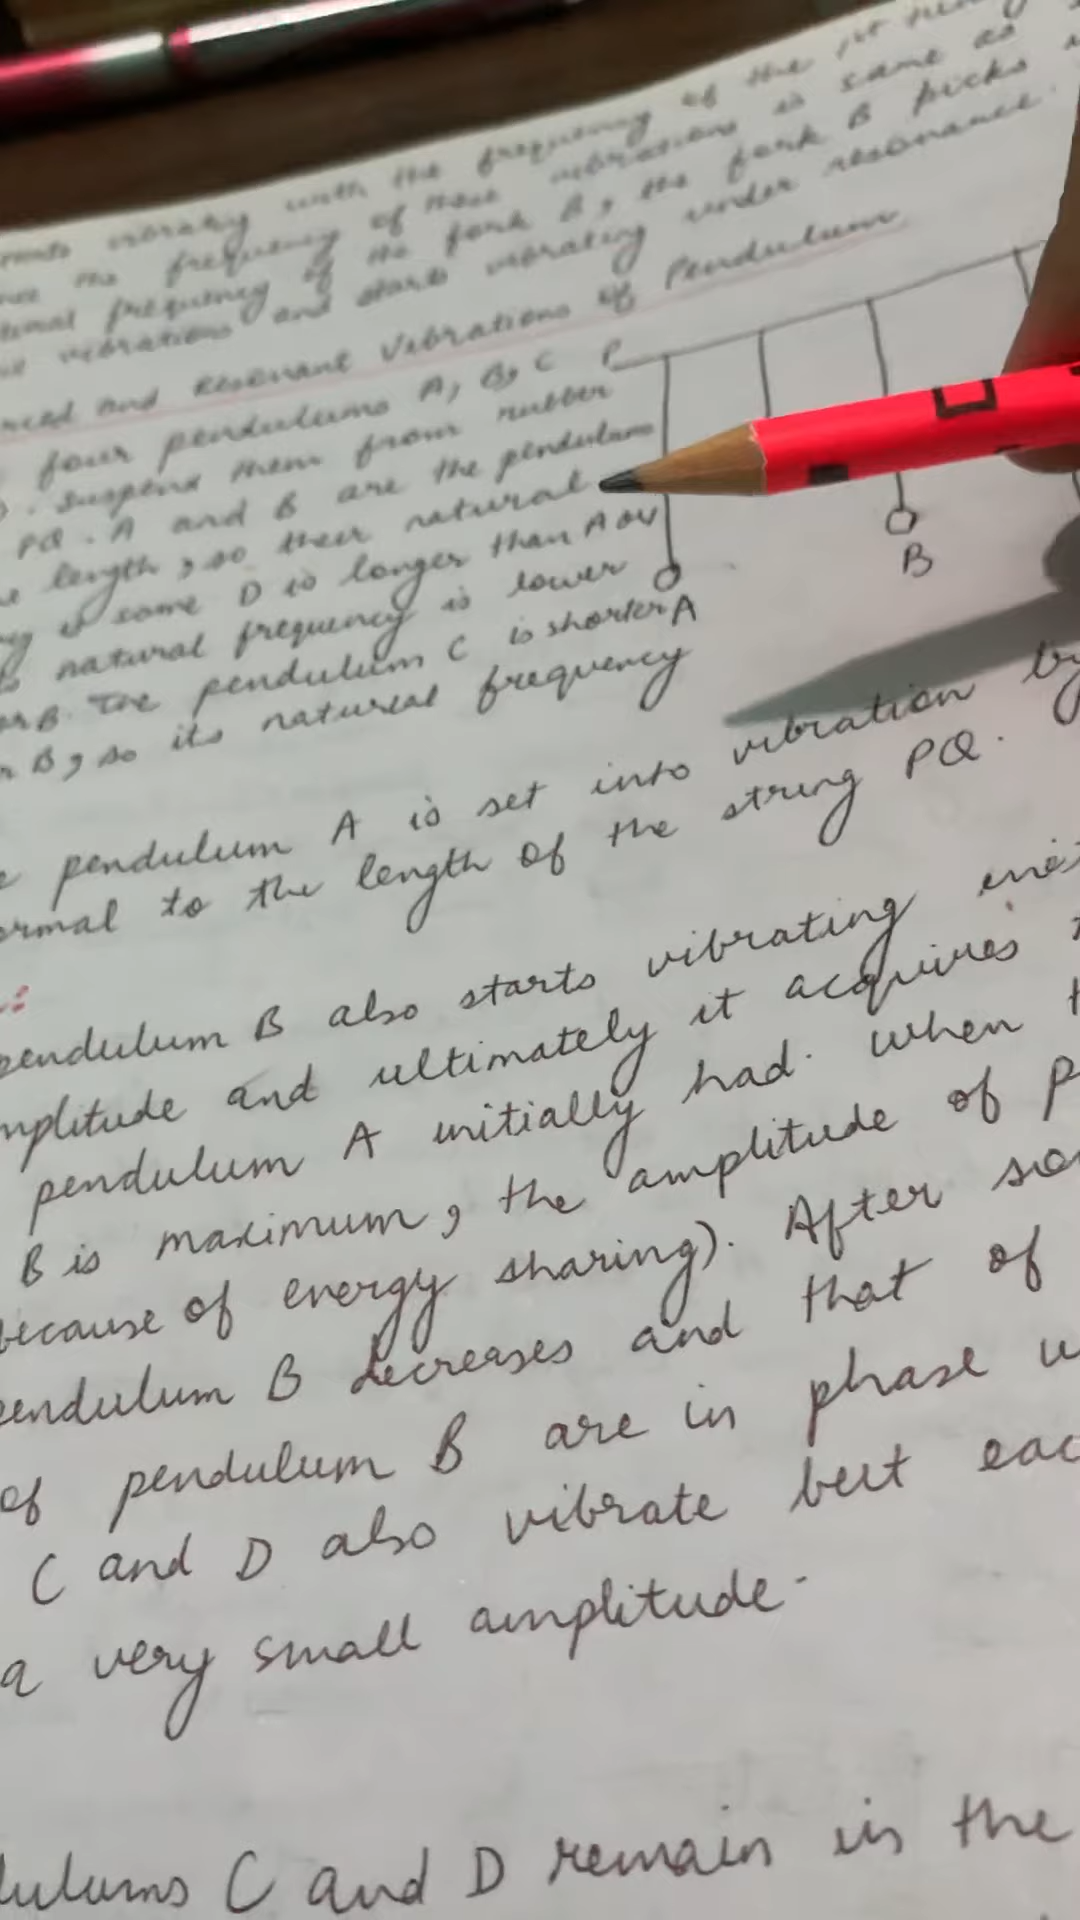 vibrating with the frequency of the
the frequency of these vibrations is same as
frequency of the fork B, the fork B picks
vibrations and starts vibrating under resonance.
and Resonant Vibrations of Pendulum
four pendulums A, B, C
suspend them from rubber
PQ. A and B are the pendulums
length, so their natural
is same D is longer than A or
natural frequency is lower
or B. The pendulum C is shorter
B, so its natural frequency
P
A
B
pendulum A is set into vibration by
to the length of the string PQ.
:
pendulum B also starts vibrating
and ultimately it acquires
pendulum A initially had. When
B is maximum, the amplitude of
because of energy sharing). After
pendulum B decreases and that of
of pendulum B are in phase
C and D also vibrate but
a very small amplitude.
C and D remain in the